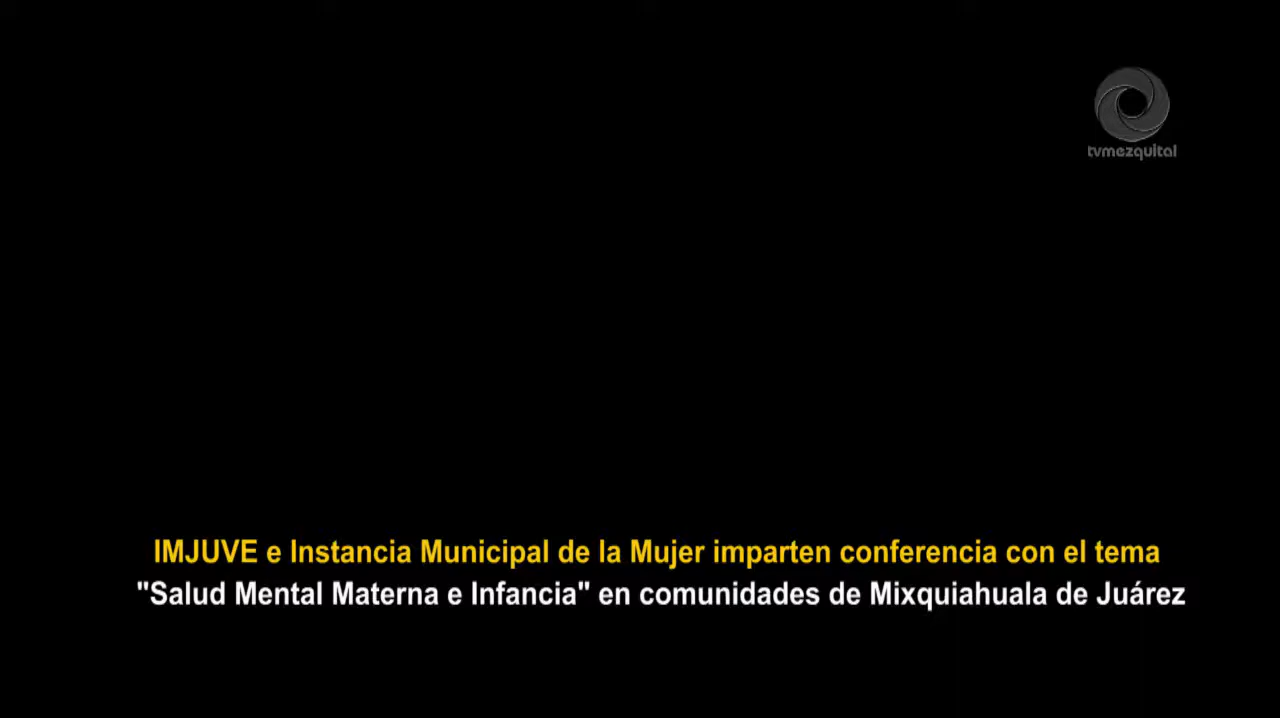 tvmezquital
IMJUVE e Instancia Municipal de la Mujer imparten conferencia con el tema
"Salud Mental Materna e Infancia" en comunidades de Mixquiahuala de Juárez